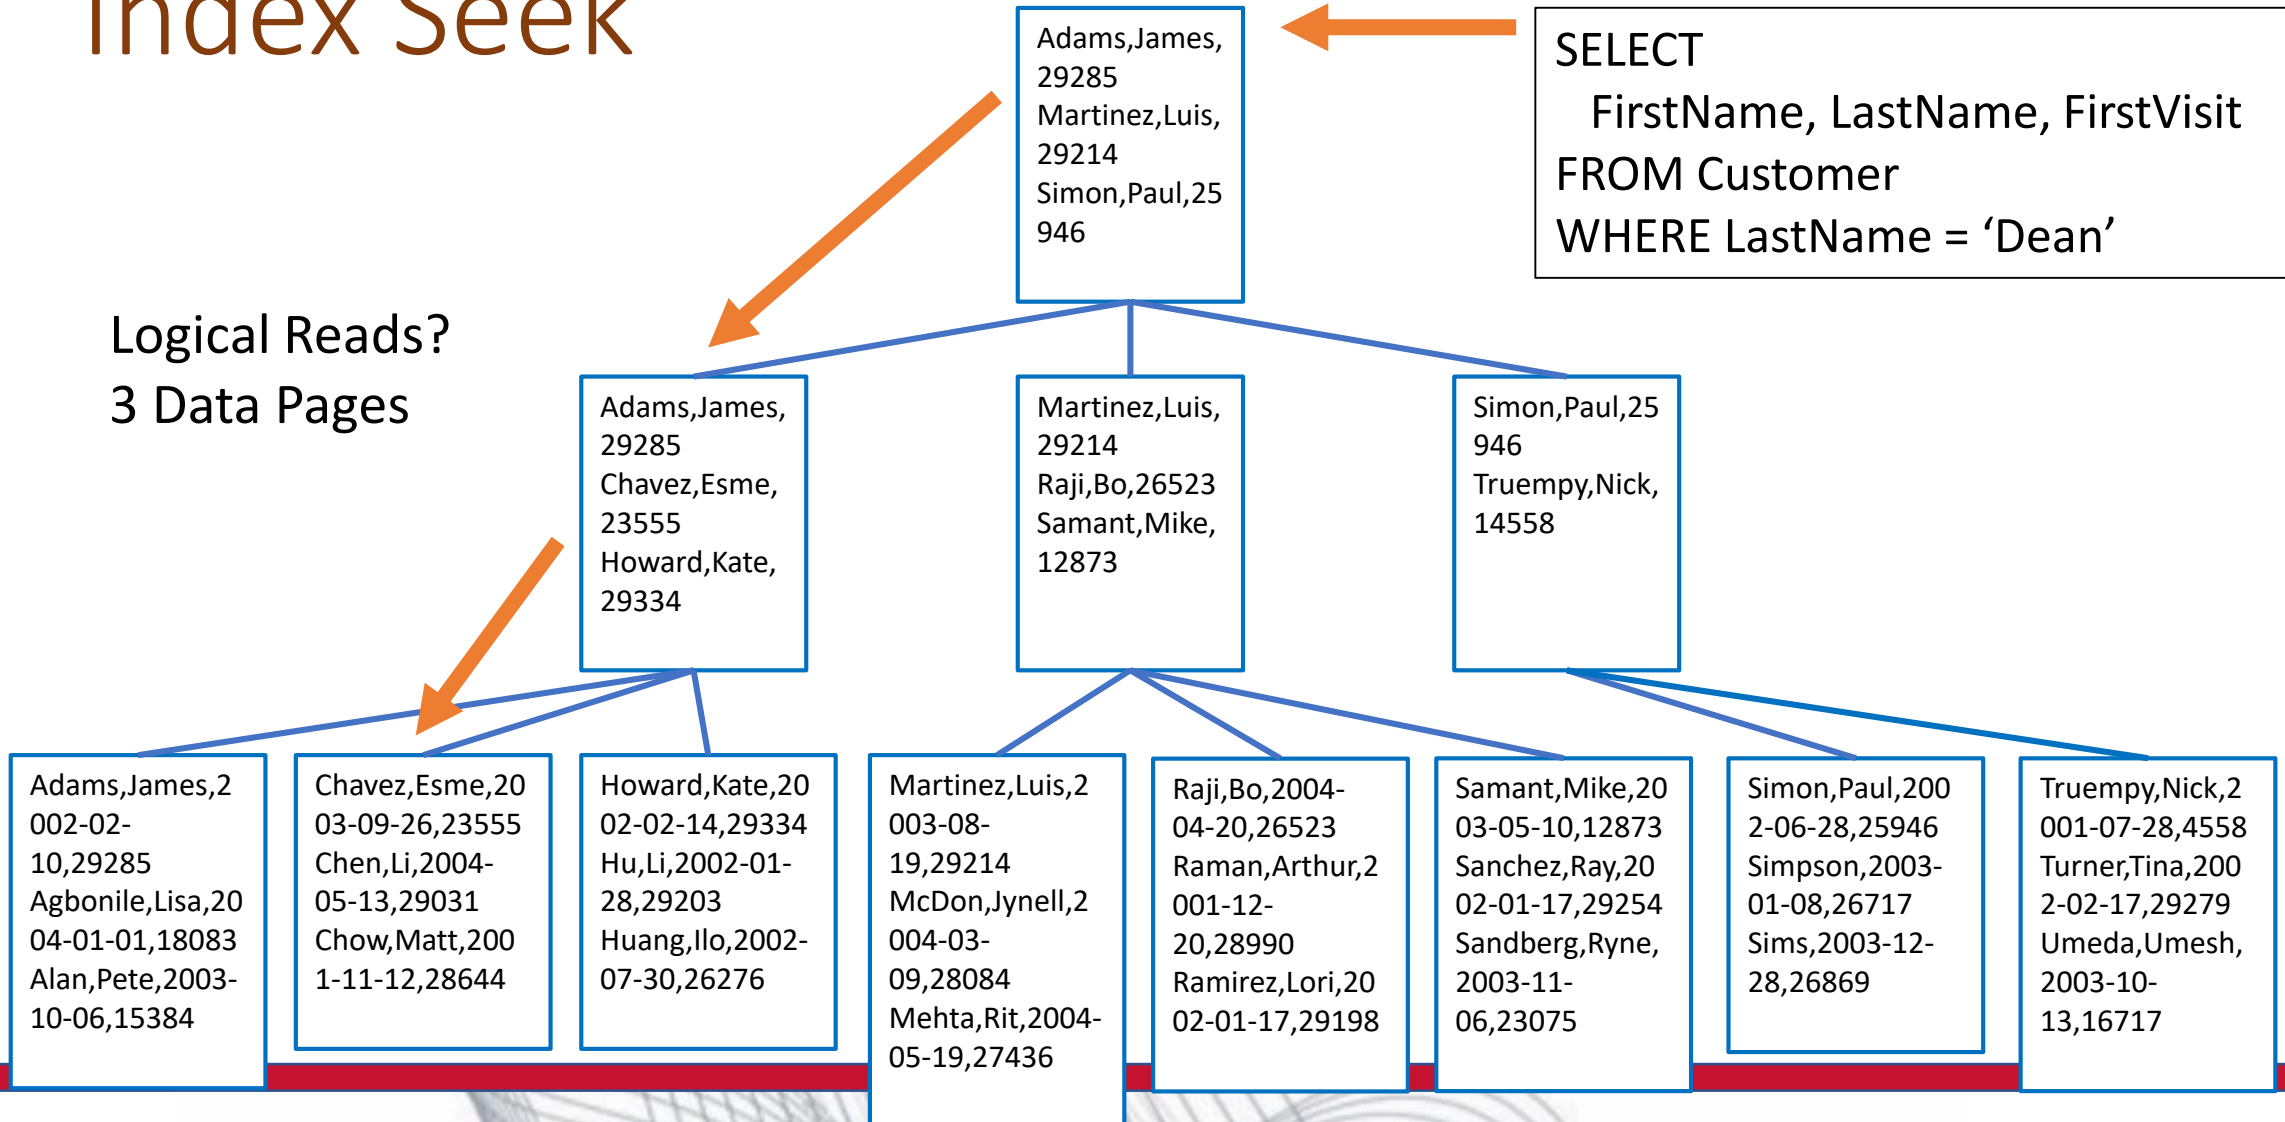 Index Seek
Adams,James,
29285
Martinez,Luis,
29214
Simon,Paul,25
946
SELECT
FirstName, LastName, FirstVisit
FROM Customer
WHERE LastName = ‘Dean’
Logical Reads?
3 Data Pages
Adams,James,
29285
Chavez,Esme,
23555
Howard,Kate,
29334
Martinez,Luis,
29214
Raji,Bo,26523
Samant,Mike,
12873
Simon,Paul,25
946
Truempy,Nick,
14558
Adams,James,2
002-02-
10,29285
Agbonile,Lisa,20
04-01-01,18083
Alan,Pete,2003-
10-06,15384
Chavez,Esme,20
03-09-26,23555
Chen,Li,2004-
05-13,29031
Chow,Matt,200
1-11-12,28644
Howard,Kate,20
02-02-14,29334
Hu,Li,2002-01-
28,29203
Huang,Ilo,2002-
07-30,26276
Martinez,Luis,2
003-08-
19,29214
McDon,Jynell,2
004-03-
09,28084
Mehta,Rit,2004-
05-19,27436
Raji,Bo,2004-
04-20,26523
Raman,Arthur,2
001-12-
20,28990
Ramirez,Lori,20
02-01-17,29198
Samant,Mike,20
03-05-10,12873
Sanchez,Ray,20
02-01-17,29254
Sandberg,Ryne,
2003-11-
06,23075
Simon,Paul,200
2-06-28,25946
Simpson,2003-
01-08,26717
Sims,2003-12-
28,26869
Truempy,Nick,2
001-07-28,4558
Turner,Tina,200
2-02-17,29279
Umeda,Umesh,
2003-10-
13,16717